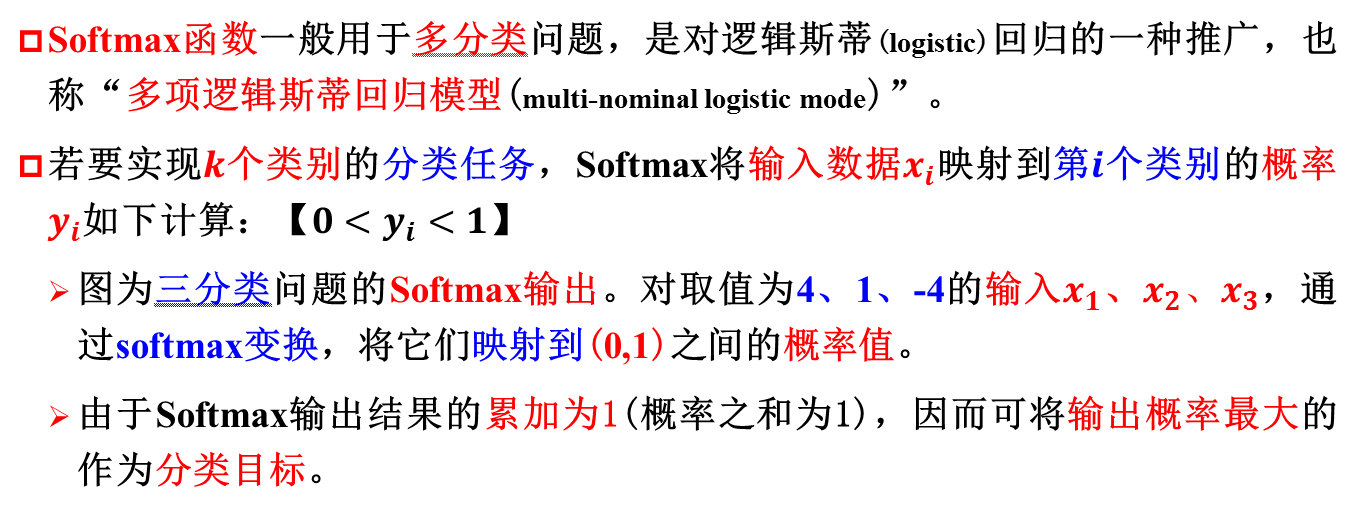 Softmax函数一般用于多分类问题，是对逻辑斯蒂(logistic)回归的一种推广，也
称“多项逻辑斯蒂回归模型(multi-nominal logistic mode)”。
若要实现k个类别的分类任务，Softmax将输入数据xᵢ映射到第i个类别的概率
yᵢ如下计算：【0 < yᵢ < 1】
图为三分类问题的Softmax输出。对取值为4、1、-4的输入x₁、x₂、x₃，通
过softmax变换，将它们映射到(0,1)之间的概率值。
由于Softmax输出结果的累加为1(概率之和为1)，因而可将输出概率最大的
作为分类目标。